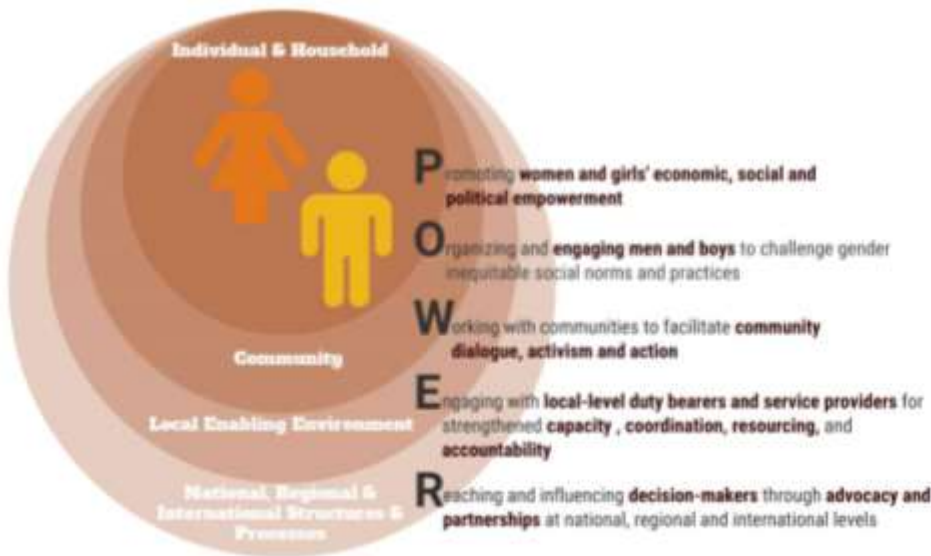 Individual & Household
Promoting women and girls' economic, social and
political empowerment
Organizing and engaging men and boys to challenge gender
inequitable social norms and practices
Working with communities to facilitate community
dialogue, activism and action
Community
Engaging with local-level duty bearers and service providers for
strengthened capacity , coordination, resourcing, and
accountability
Local Enabling Environment
Reaching and influencing decision-makers through advocacy and
partnerships at national, regional and international levels
National, Regional &
International Structures &
Processes